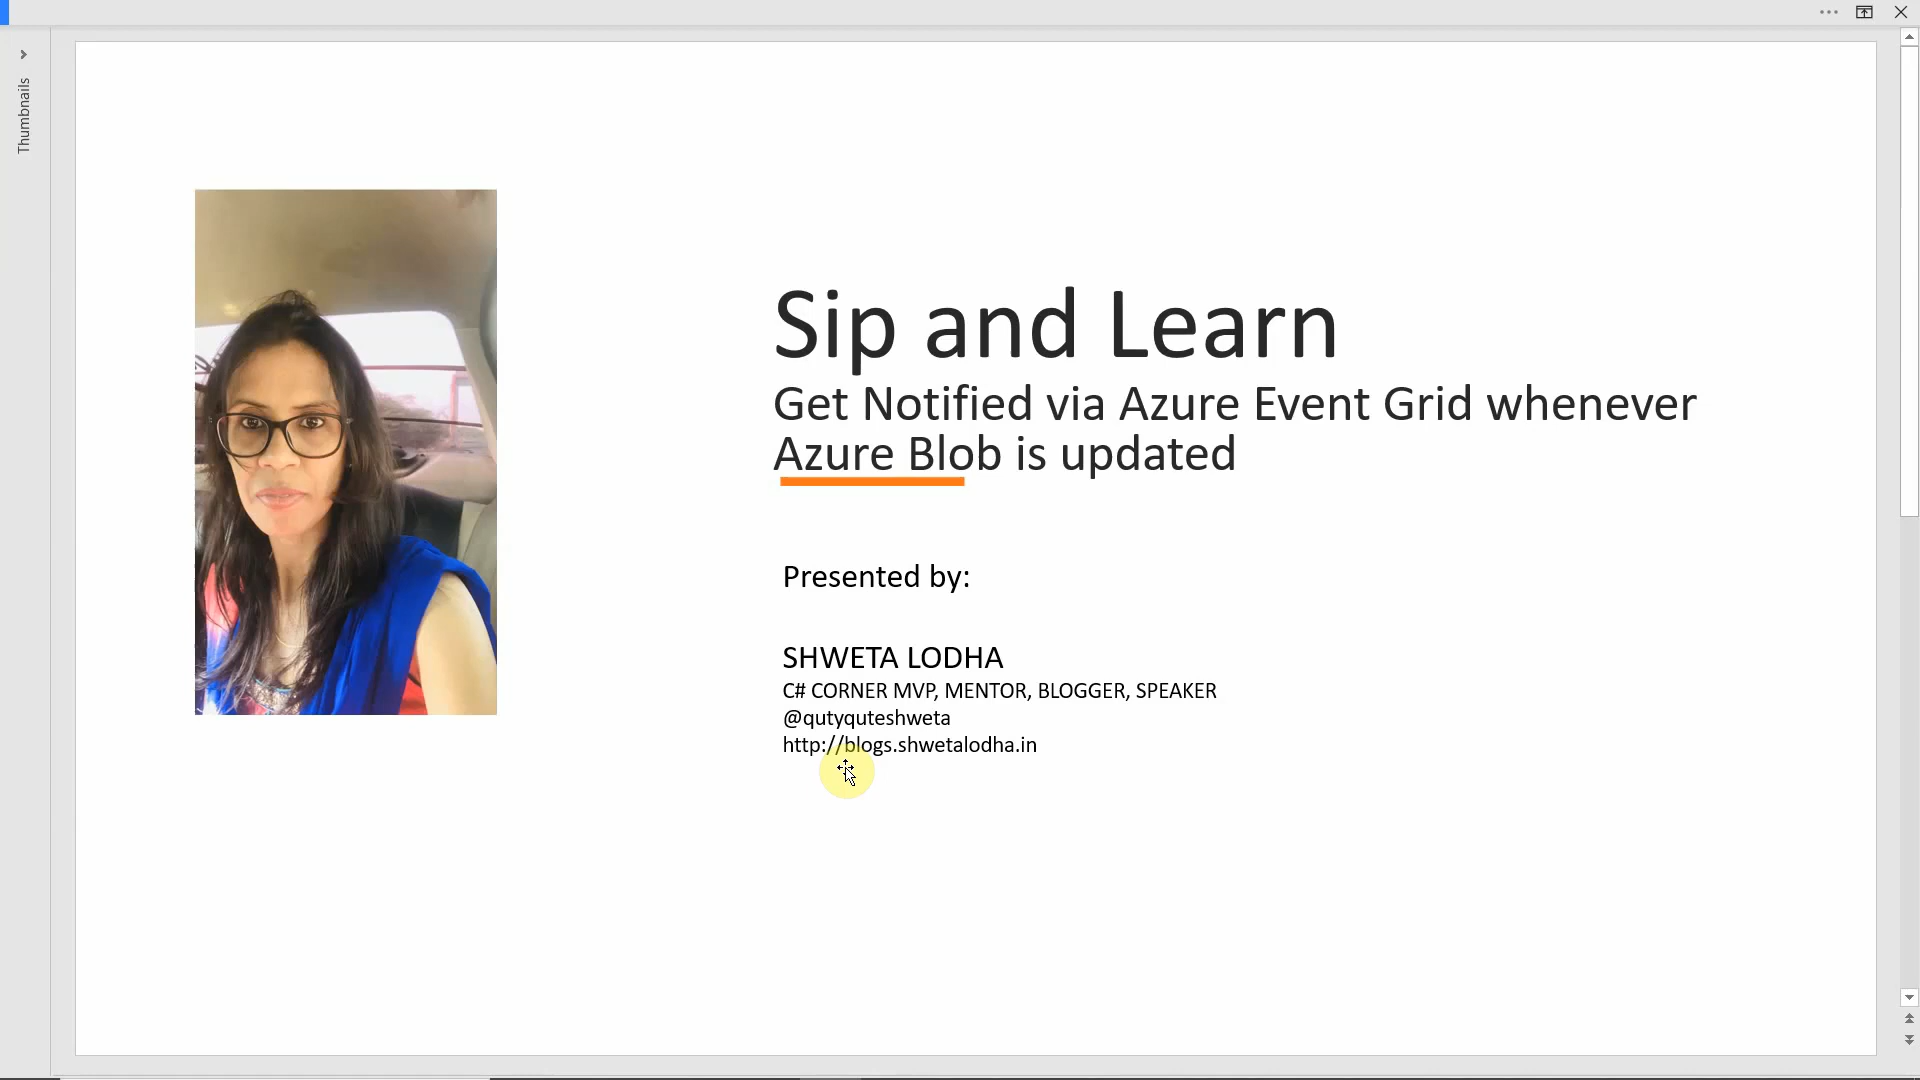 Thumbnails
Sip and Learn
Get Notified via Azure Event Grid whenever
Azure Blob is updated
Presented by:
SHWETA LODHA
C# CORNER MVP, MENTOR, BLOGGER, SPEAKER
@qutyquteshweta
http://blogs.shwetalodha.in